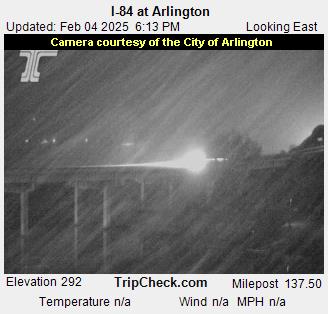 I-84 at Arlington
Updated: Feb 04 2025 6:13 PM Looking East
Camera courtesy of the City of Arlington
Elevation 292 TripCheck.com Milepost 137.50
Temperature n/a Wind n/a MPH n/a